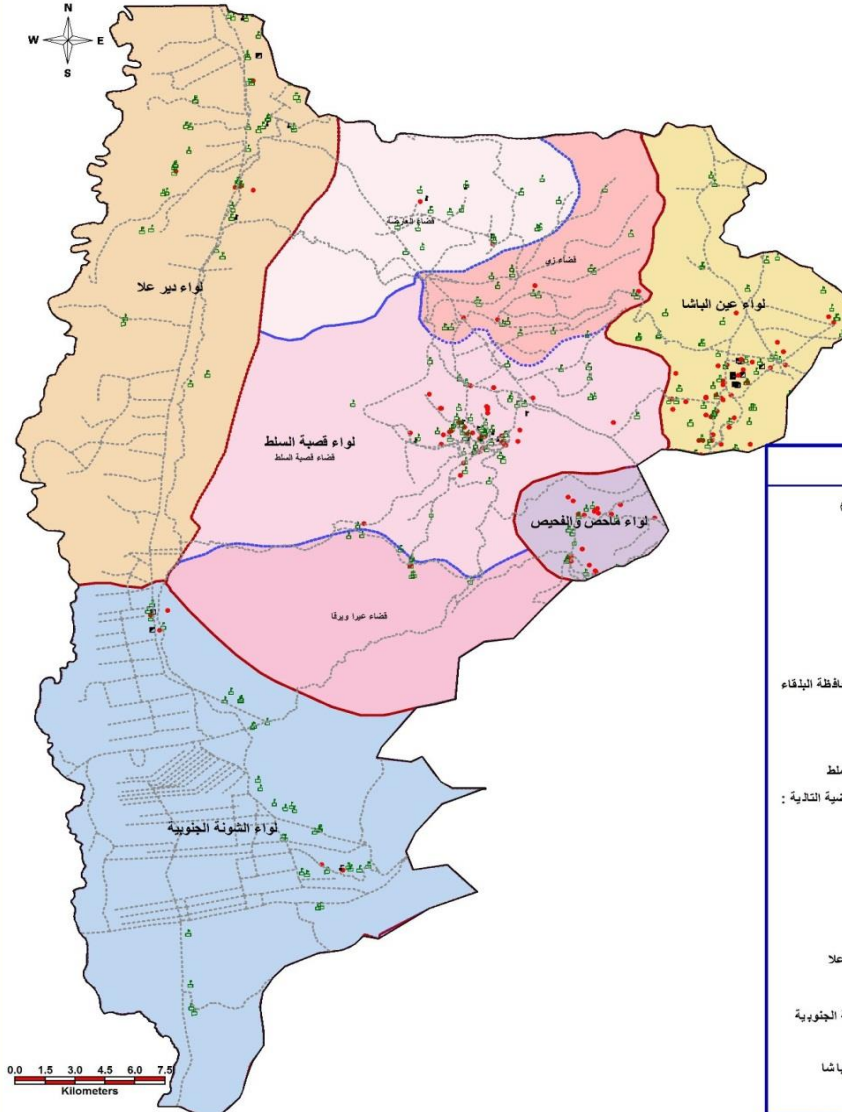 N
W E
S
قضاء العارضة
قضاء زي
لواء دير علا
لواء عين الباشا
لواء قصبة السلط
قضاء قصبة السلط
لواء ماحص والفحيص
قضاء عيرا ويرقا
لواء الشونة الجنوبية
افظة البلقاء
ملط
ضية التالية :
علا
ة الجنوبية
باشا
0.0 1.5 3.0 4.5 6.0 7.5
Kilometers